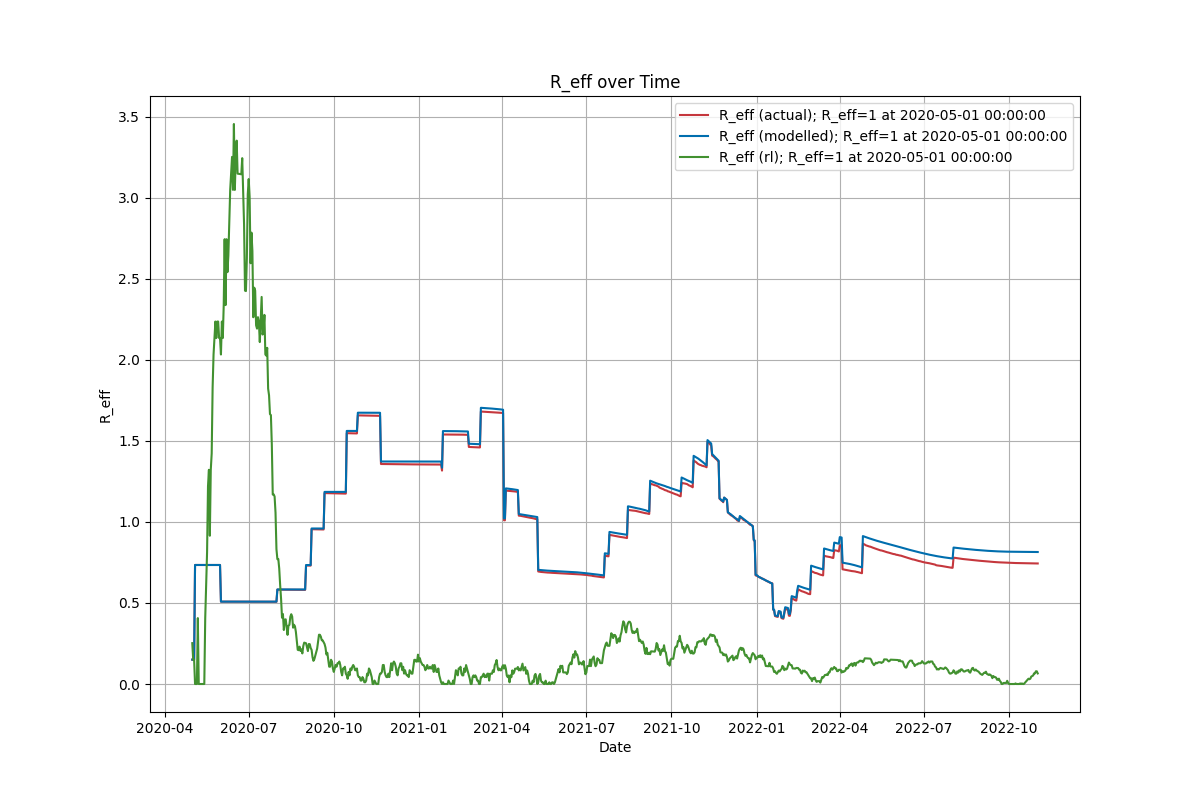 R_eff over Time
R_eff (actual); R_eff=1 at 2020-05-01 00:00:00
R_eff (modelled); R_eff=1 at 2020-05-01 00:00:00
R_eff (rl); R_eff=1 at 2020-05-01 00:00:00
R_eff
3.5
3.0
2.5
2.0
1.5
1.0
0.5
0.0
2020-04 2020-07 2020-10 2021-01 2021-04 2021-07 2021-10 2022-01 2022-04 2022-07 2022-10
Date